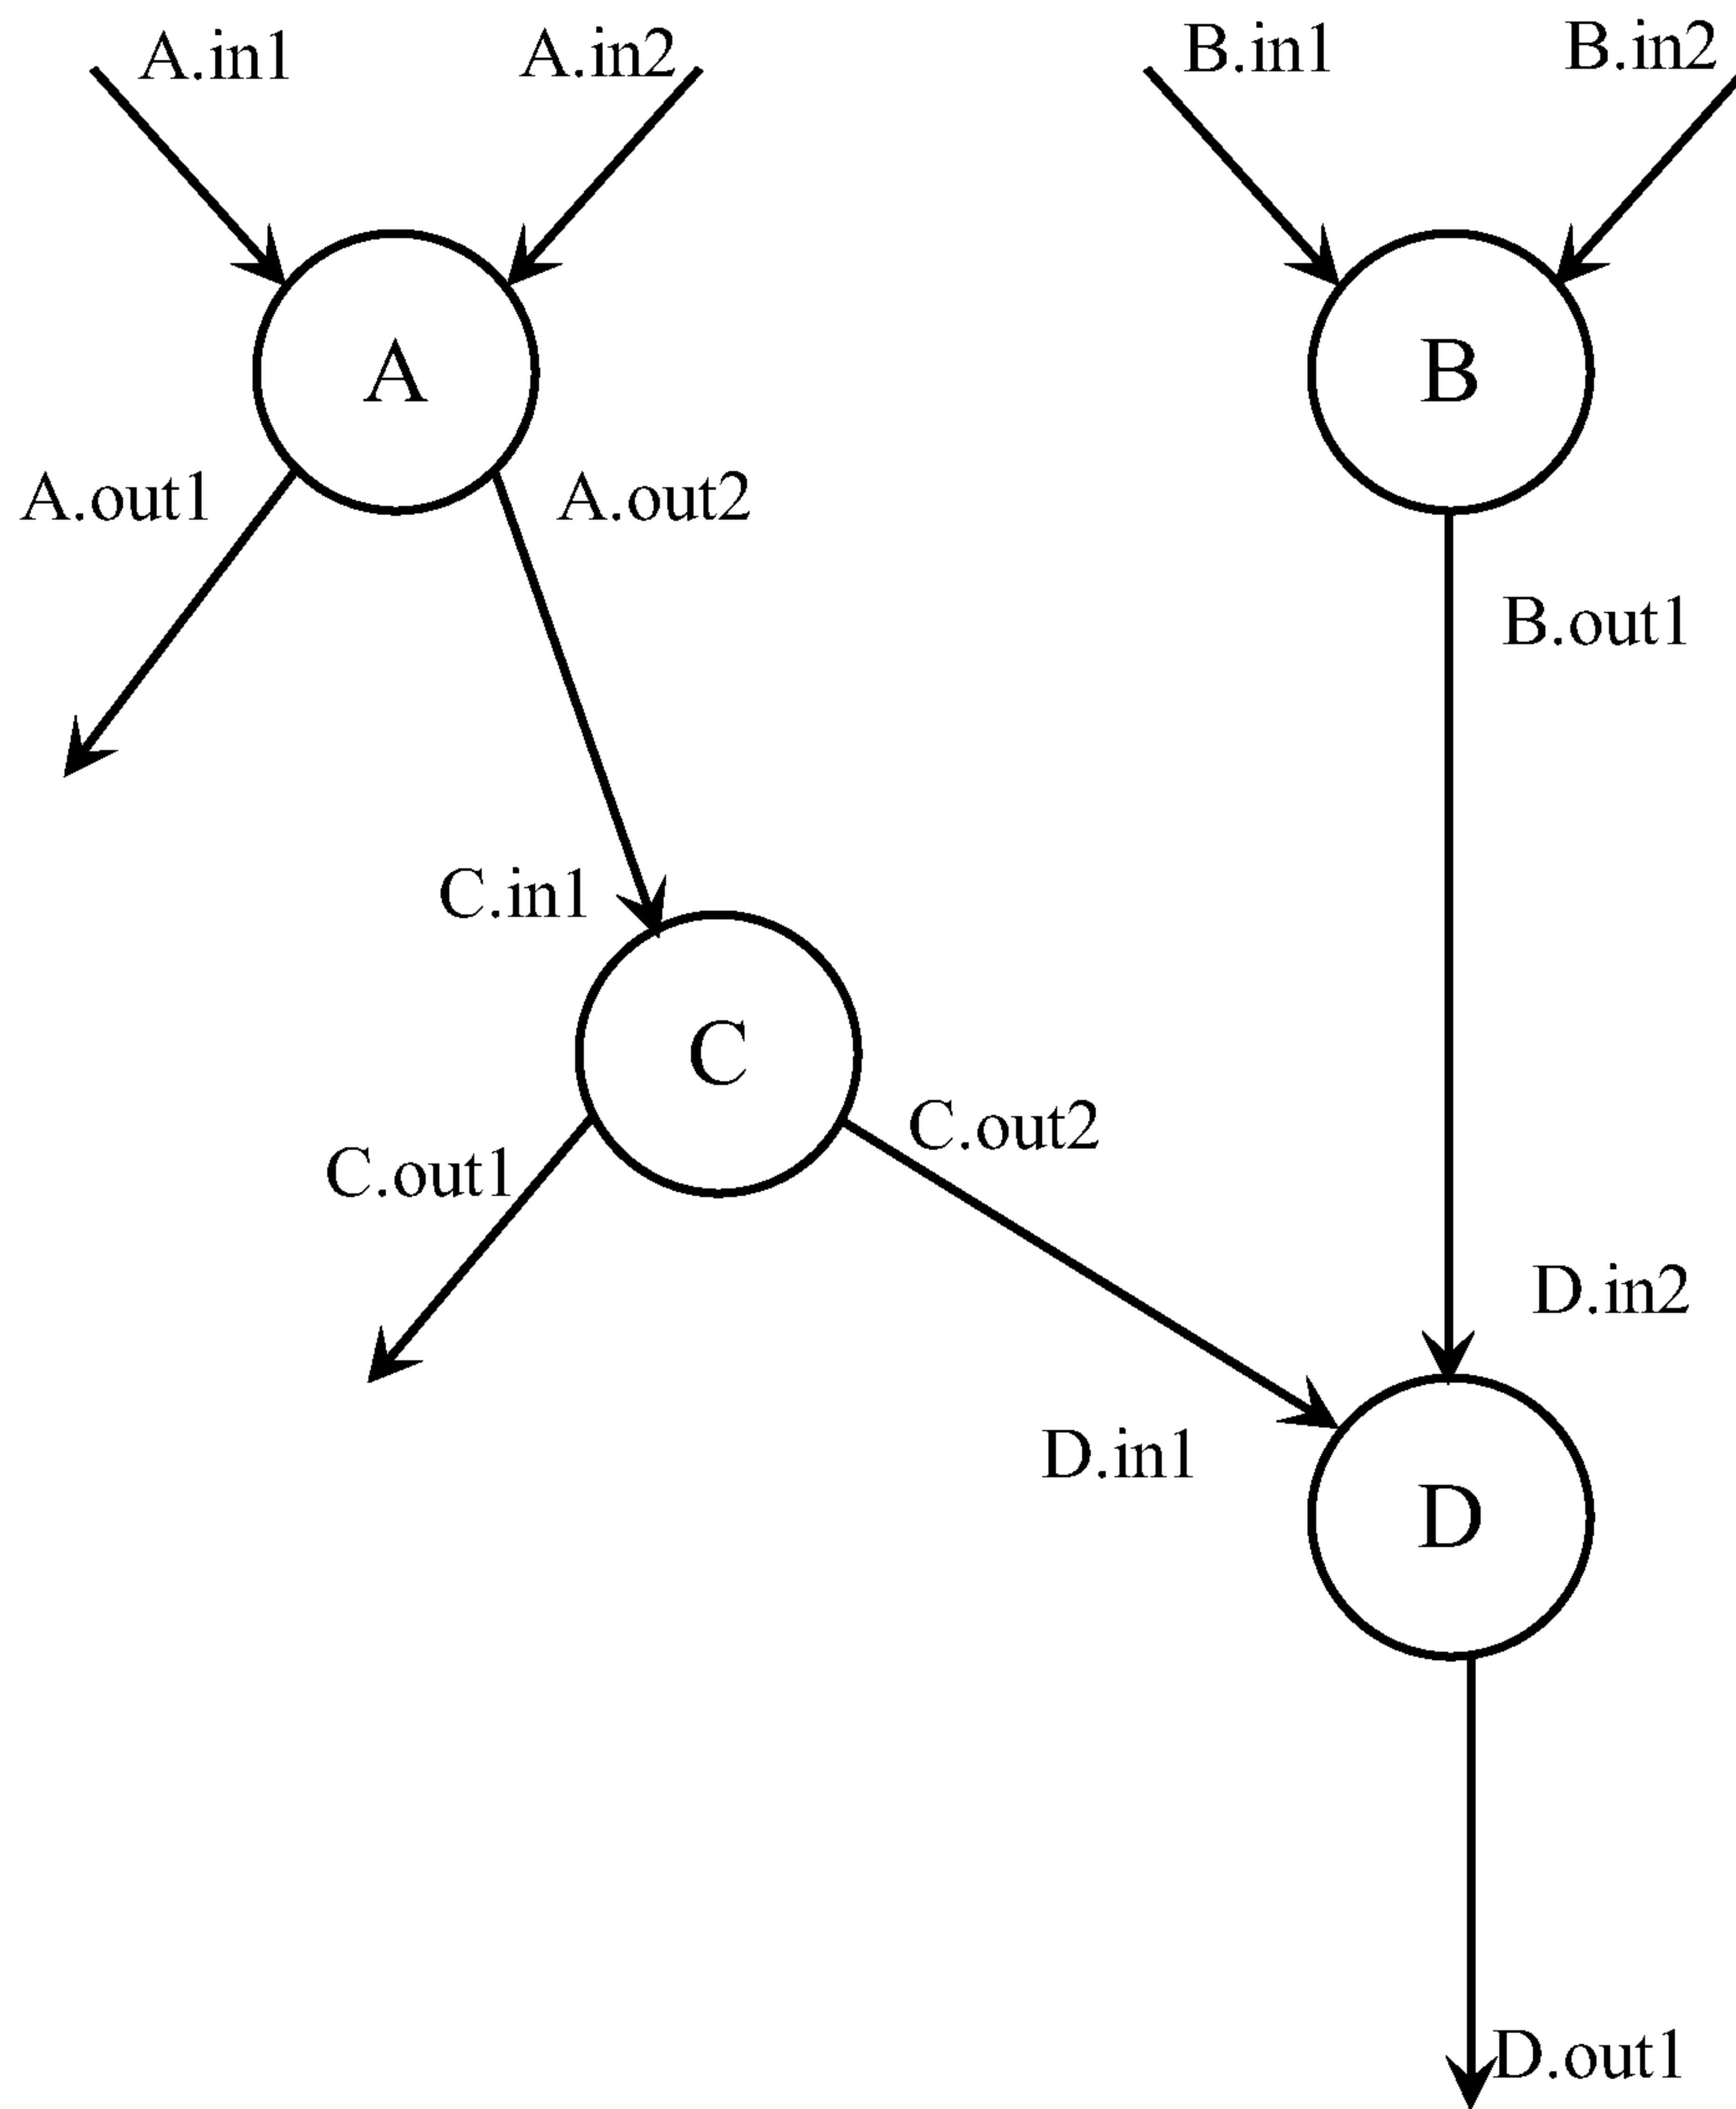 A.in1
A.in2
B.in1
B.in2
A
B
A.out1
A.out2
B.out1
C.in1
C
C.out2
C.out1
D.in2
D.in1
D
D.out1